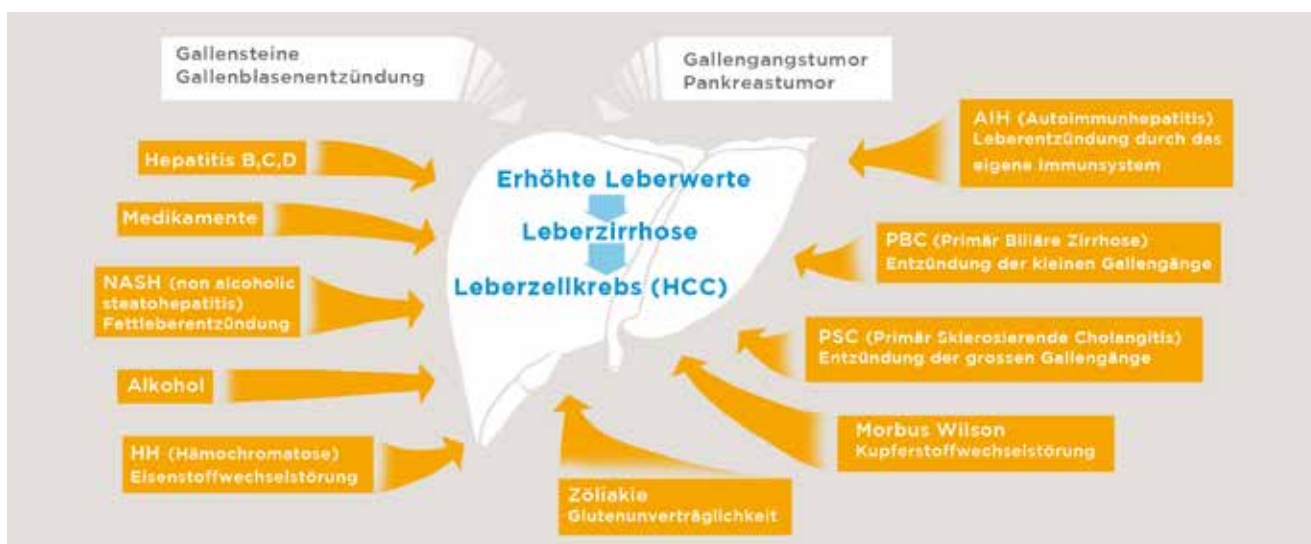 Gallensteine
Gallenblasenentzündung
Gallengangstumor
Pankreastumor
Hepatitis B,C,D
Medikamente
NASH (non alcoholic
steatohepatitis)
Fettleberentzündung
Alkohol
HH (Hämochromatose)
Eisenstoffwechselstörung
Erhöhte Leberwerte
Leberzirrhose
Leberzellkrebs (HCC)
AIH (Autoimmunhepatitis)
Leberentzündung durch das
eigene Immunsystem
PBC (Primär Biliäre Zirrhose)
Entzündung der kleinen Gallengänge
PSC (Primär Sklerosierende Cholangitis)
Entzündung der grossen Gallengänge
Morbus Wilson
Kupferstoffwechselstörung
Zöliakie
Glutenunverträglichkeit